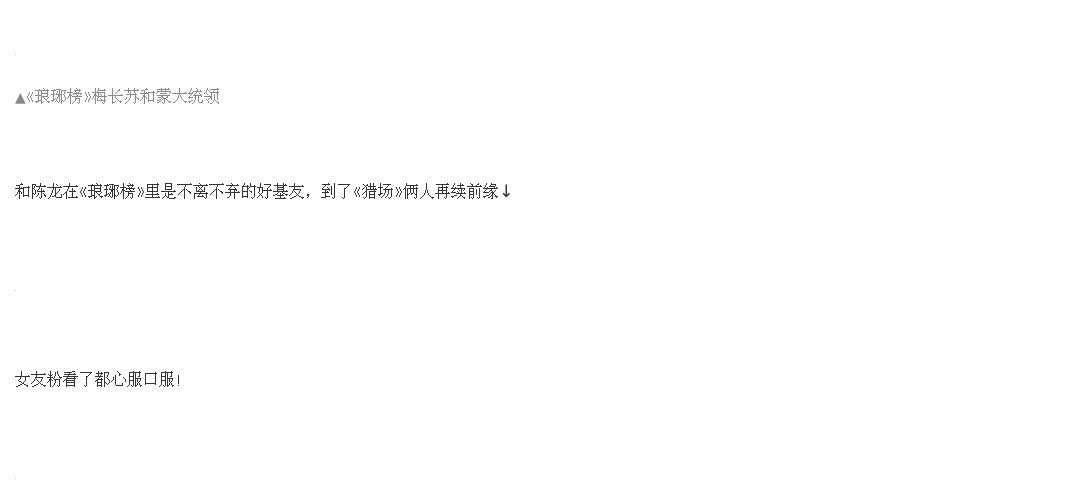 ▲《琅琊榜》梅长苏和蒙大统领
和陈龙在《琅琊榜》里是不离不弃的好基友，到了《猎场》俩人再续前缘↓
女友粉看了都心服口服！